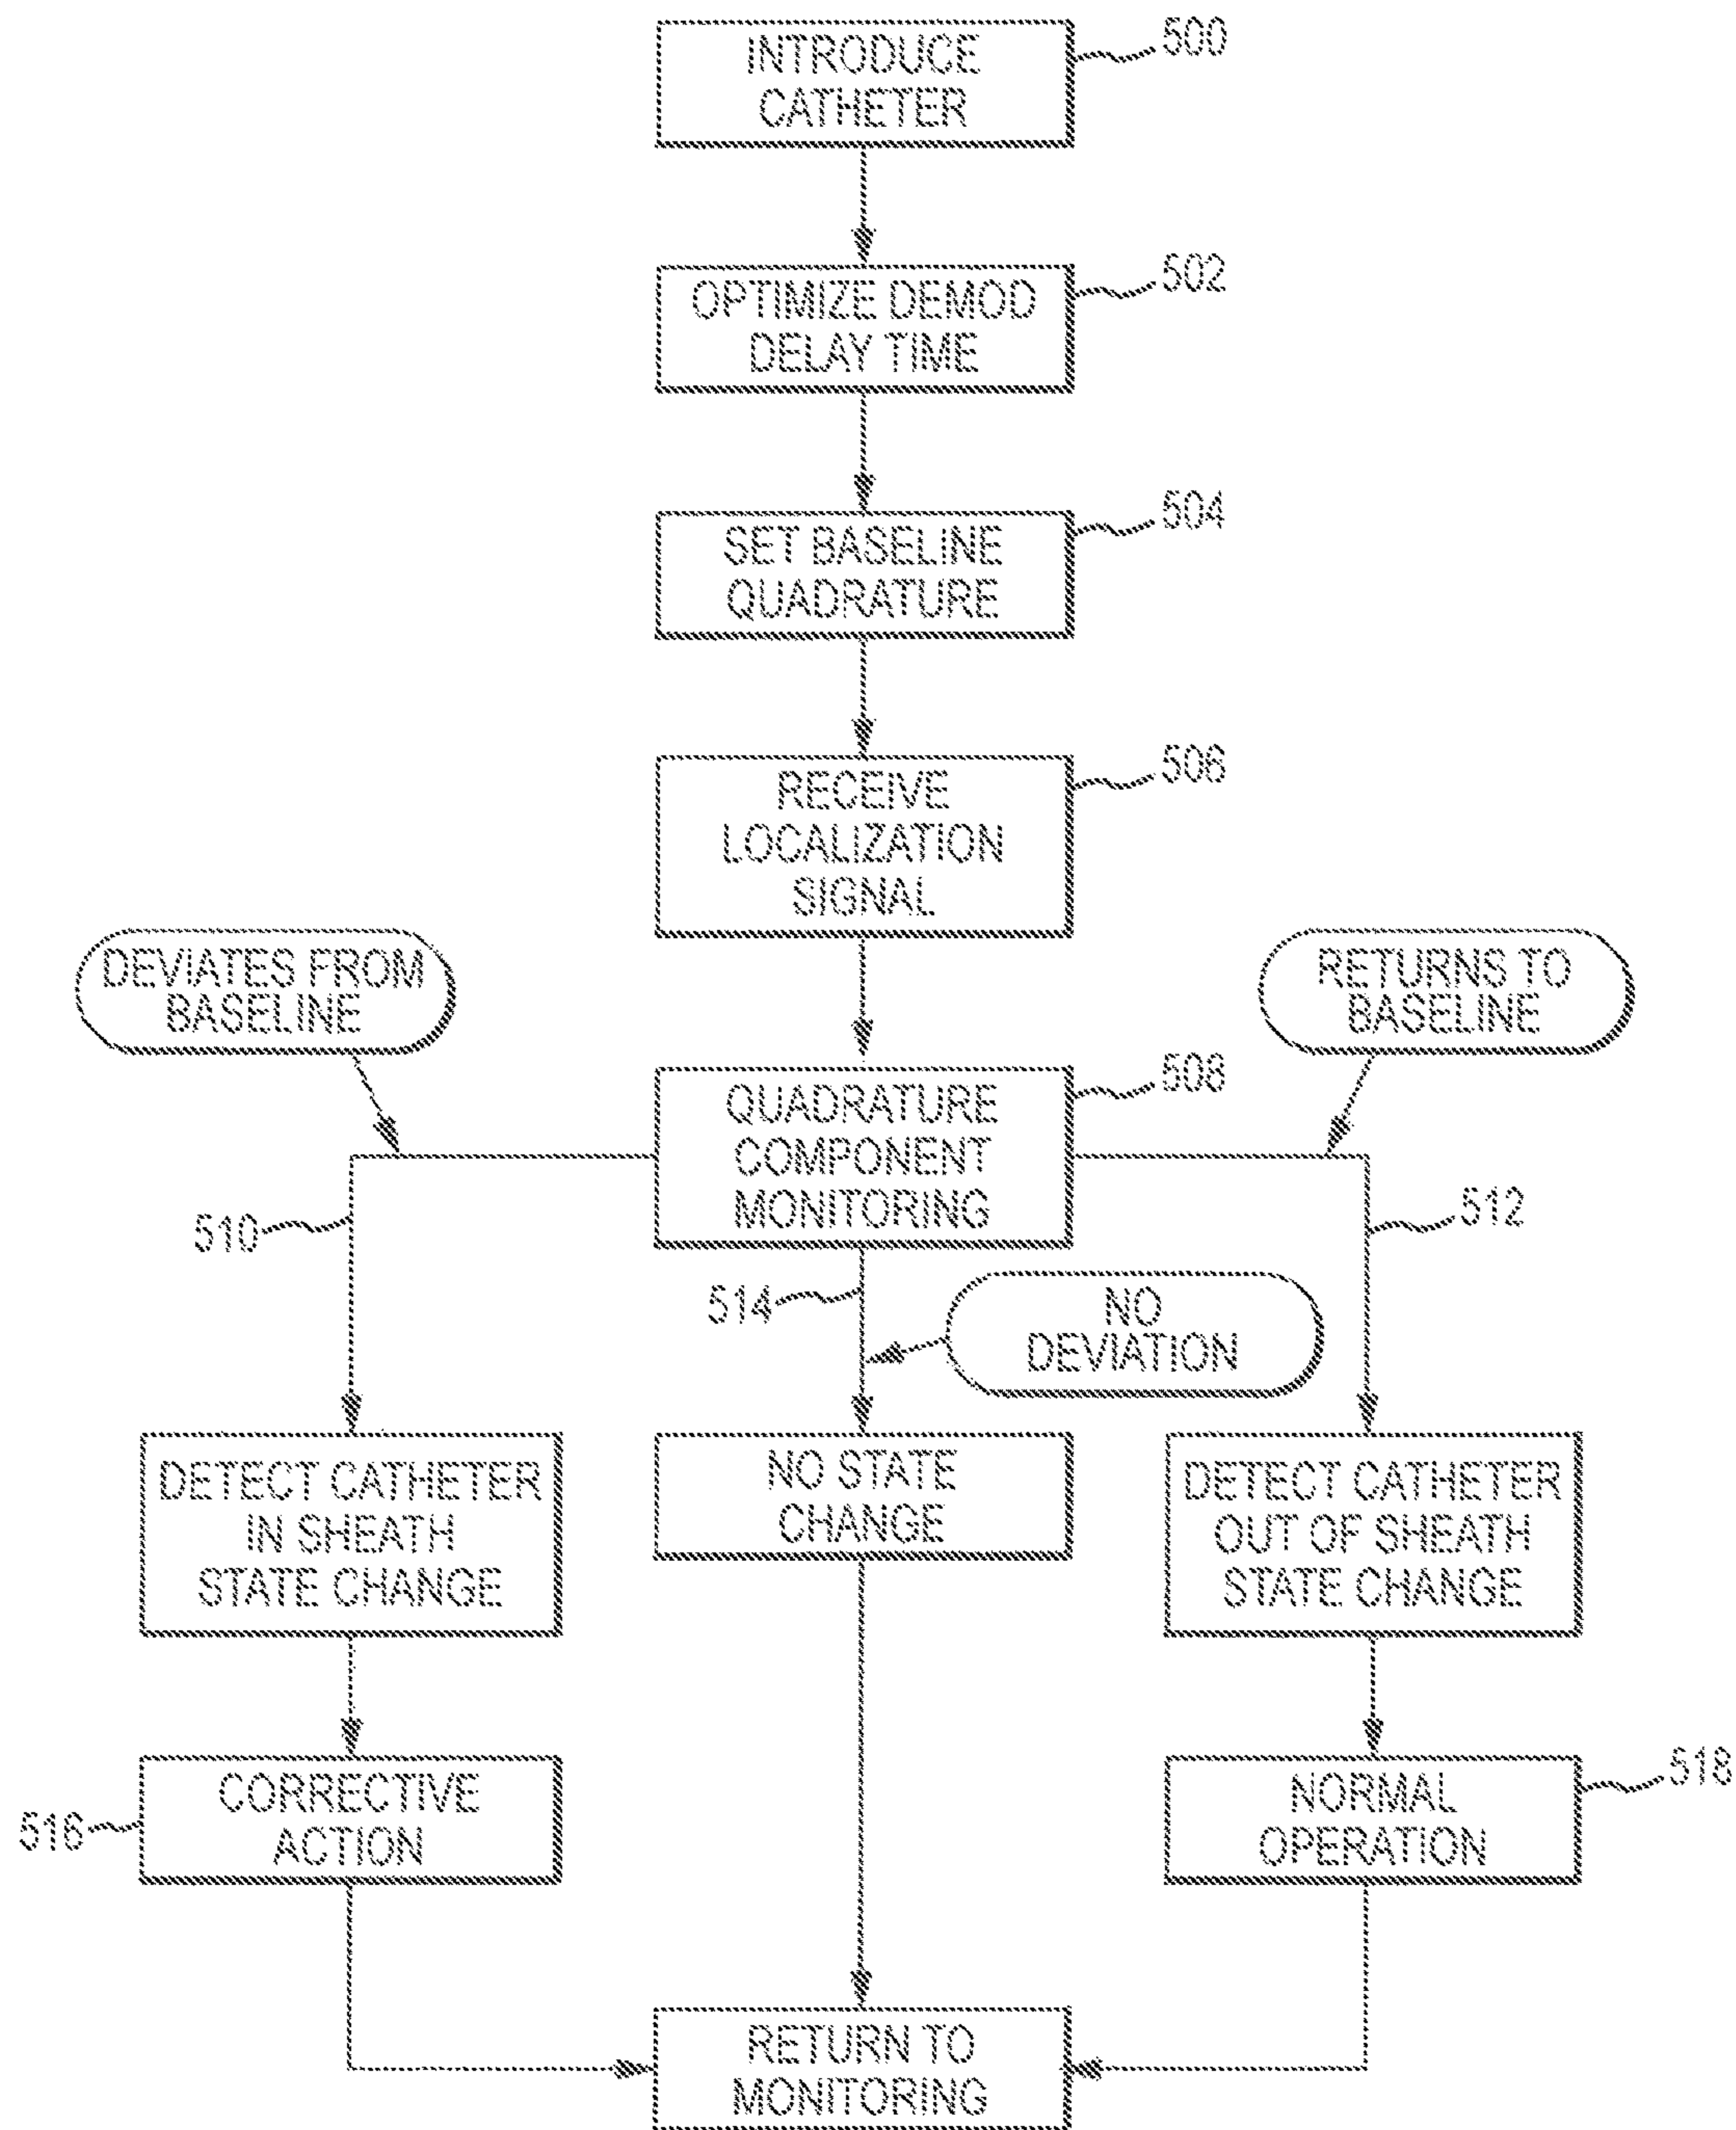 INTRODUCE
CATHETER
500
OPTIMIZE DEMOD
DELAY TIME
502
SET BASELINE
QUADRATURE
504
RECEIVE
LOCALIZATION
SIGNAL
506
DEVIATES FROM
BASELINE
RETURNS TO
BASELINE
QUADRATURE
COMPONENT
MONITORING
508
510
512
514
NO
DEVIATION
DETECT CATHETER
IN SHEATH
STATE CHANGE
NO STATE
CHANGE
DETECT CATHETER
OUT OF SHEATH
STATE CHANGE
CORRECTIVE
ACTION
516
NORMAL
OPERATION
518
RETURN TO
MONITORING